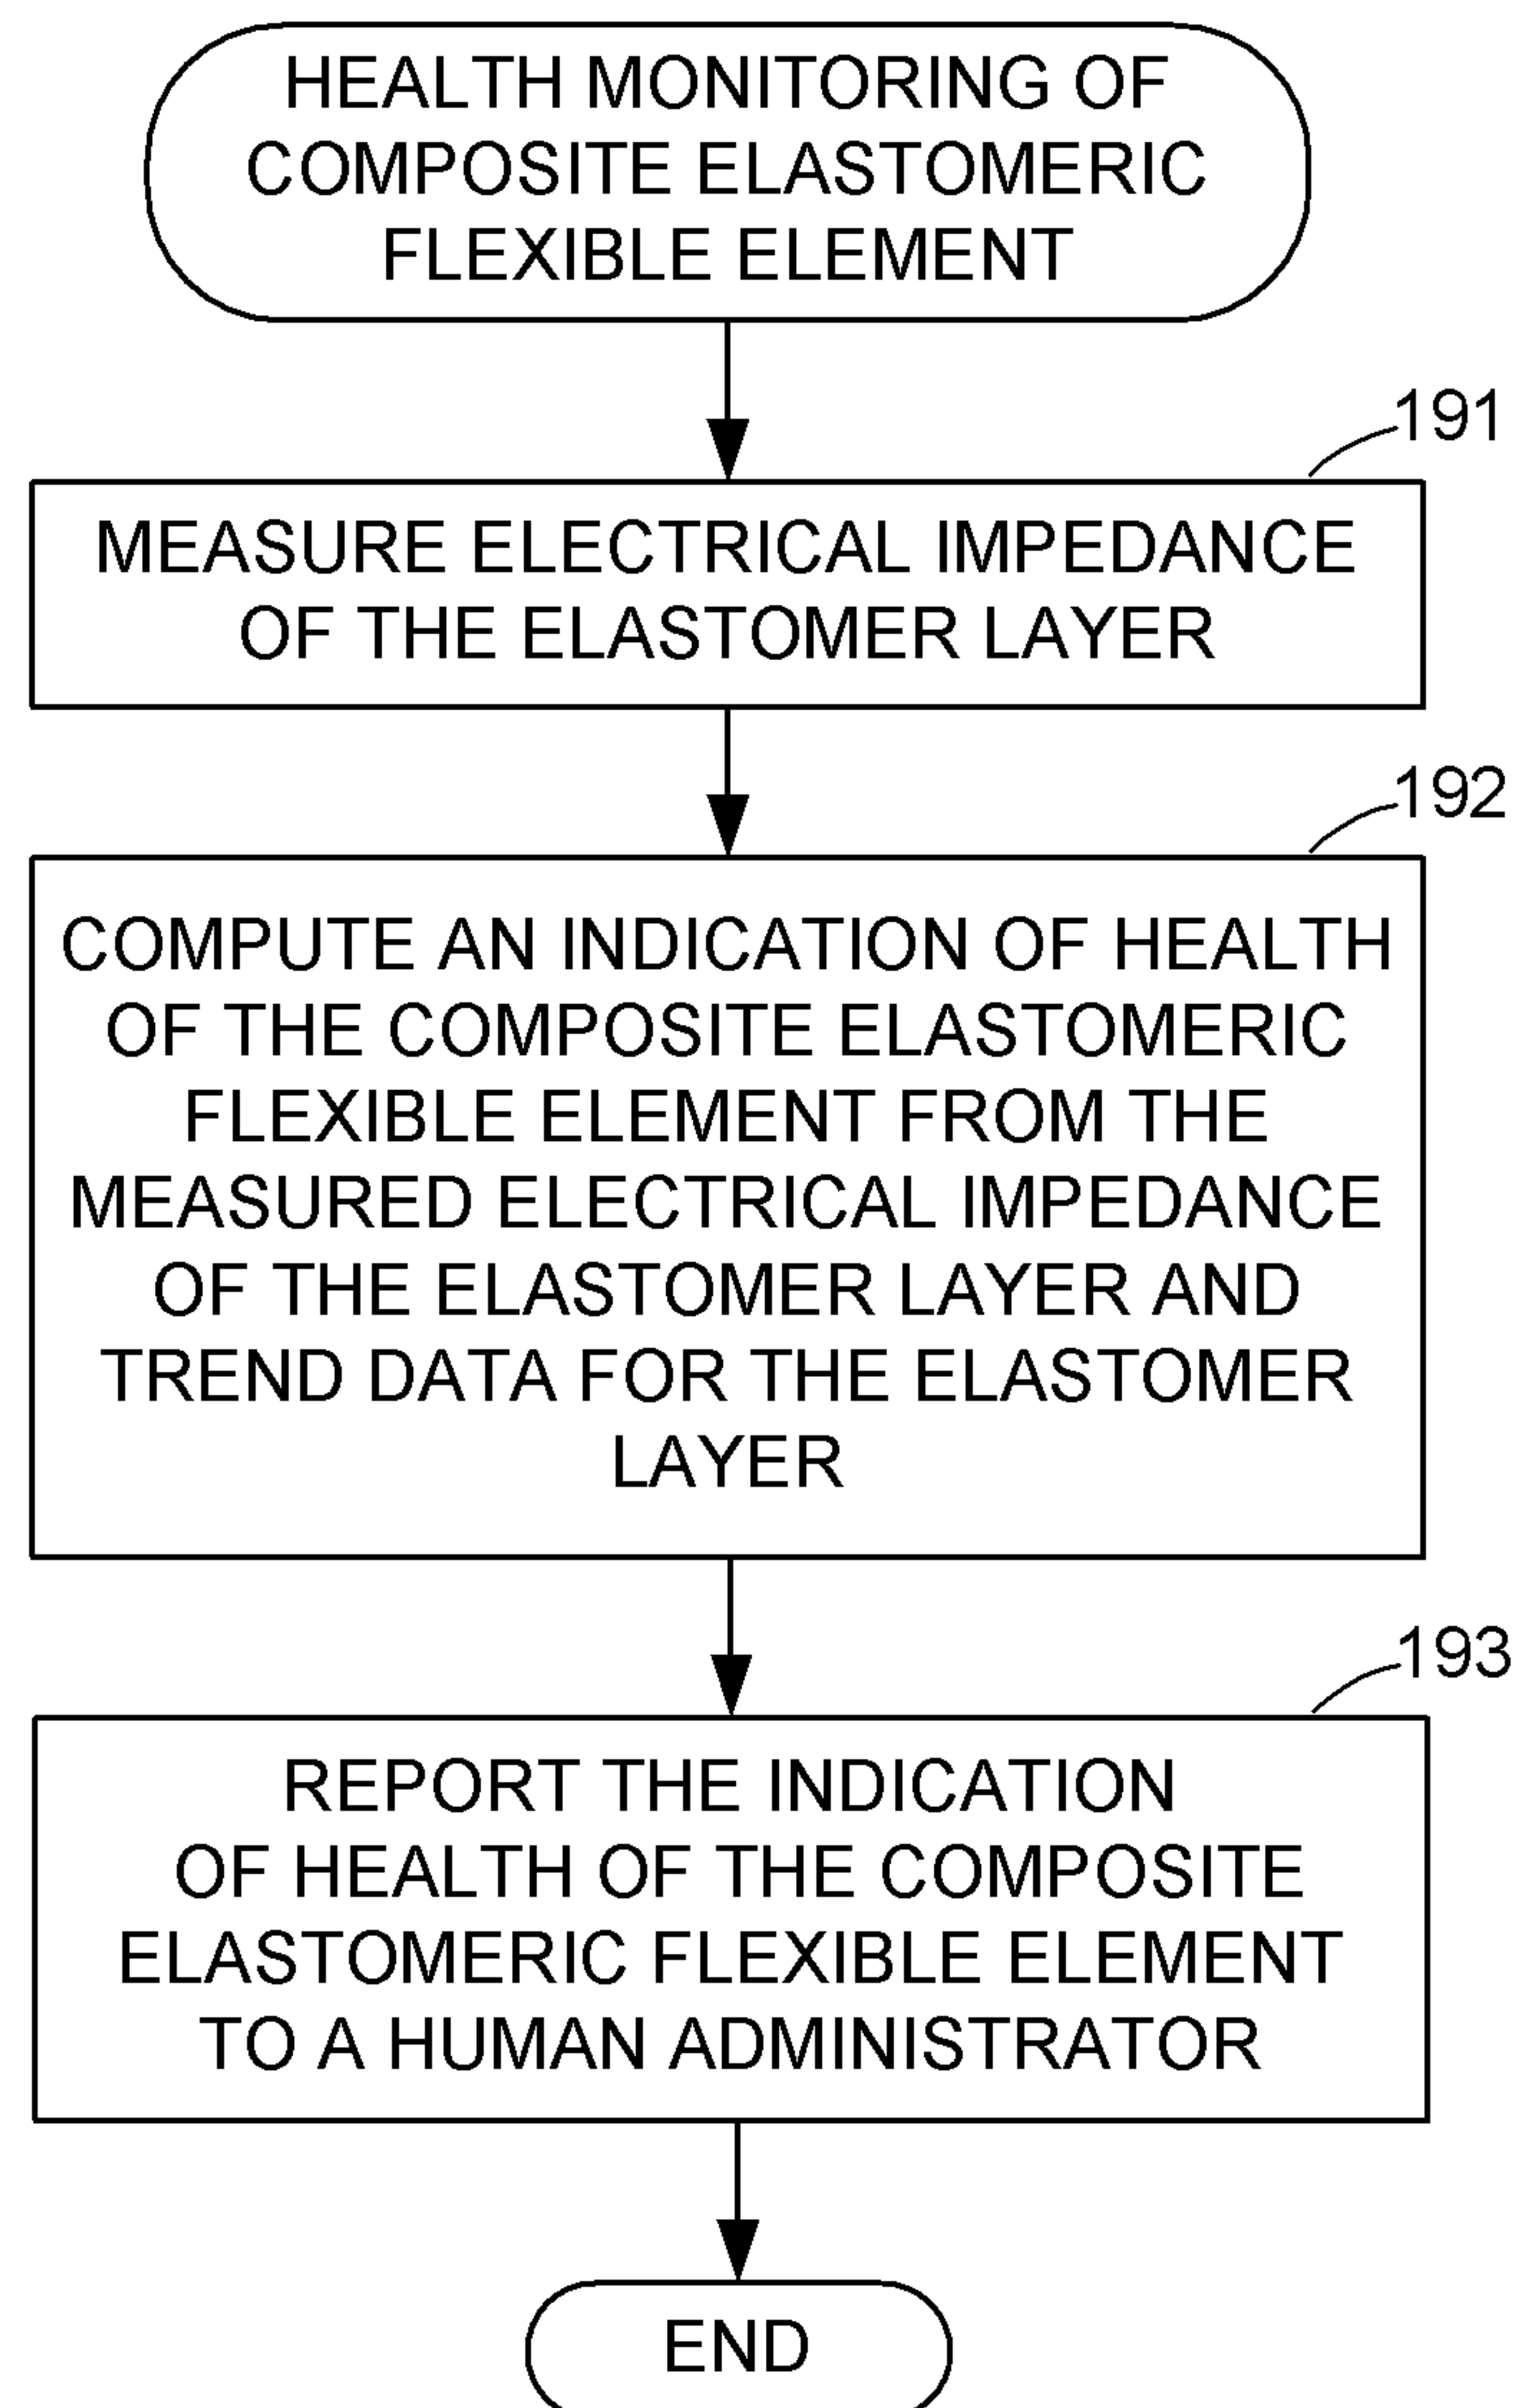 HEALTH MONITORING OF
COMPOSITE ELASTOMERIC
FLEXIBLE ELEMENT
191
MEASURE ELECTRICAL IMPEDANCE
OF THE ELASTOMER LAYER
192
COMPUTE AN INDICATION OF HEALTH
OF THE COMPOSITE ELASTOMERIC
FLEXIBLE ELEMENT FROM THE
MEASURED ELECTRICAL IMPEDANCE
OF THE ELASTOMER LAYER AND
TREND DATA FOR THE ELASTOMER
LAYER
193
REPORT THE INDICATION
OF HEALTH OF THE COMPOSITE
ELASTOMERIC FLEXIBLE ELEMENT
TO A HUMAN ADMINISTRATOR
END